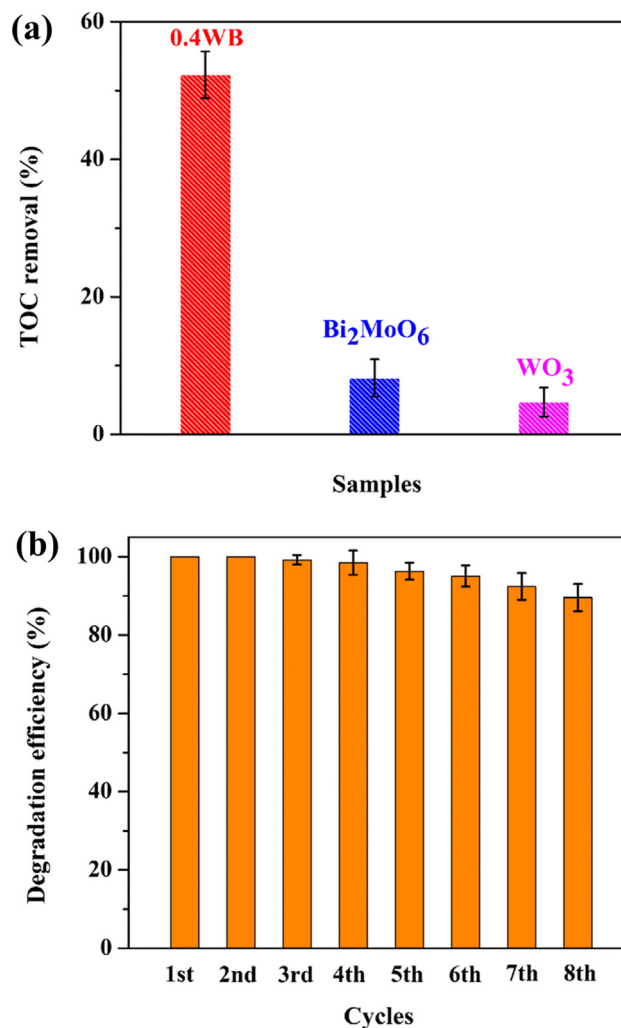 (a)
60
40
20
0
TOC removal (%)
0.4WB
Bi₂MoO₆
WO₃
Samples
(b)
100
80
60
40
20
0
Degradation efficiency (%)
1st 2nd 3rd 4th 5th 6th 7th 8th
Cycles